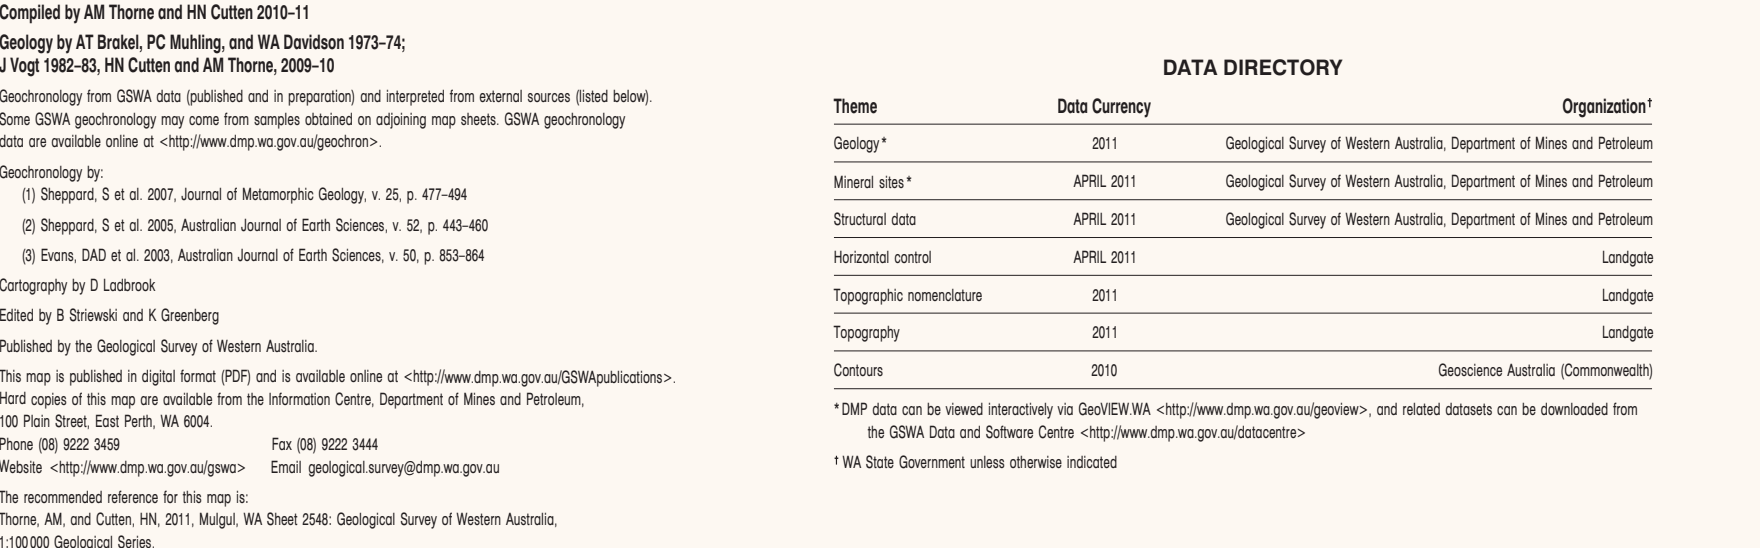 Compiled by AM Thorne and HN Cutten 2010–11
Geology by AT Brakel, PC Muhling, and WA Davidson 1973–74;
J Vogt 1982–83, HN Cutten and AM Thorne, 2009–10
Geochronology from GSWA data (published and in preparation) and interpreted from external sources (listed below).
Some GSWA geochronology may come from samples obtained on adjoining map sheets. GSWA geochronology
data are available online at <http://www.dmp.wa.gov.au/geochron>.
Geochronology by:
(1) Sheppard, S et al. 2007, Journal of Metamorphic Geology, v. 25, p. 477–494
(2) Sheppard, S et al. 2005, Australian Journal of Earth Sciences, v. 52, p. 443–460
(3) Evans, DAD et al. 2003, Australian Journal of Earth Sciences, v. 50, p. 853–864
Cartography by D Ladbrook
Edited by B Striewski and K Greenberg
Published by the Geological Survey of Western Australia.
This map is published in digital format (PDF) and is available online at <http://www.dmp.wa.gov.au/GSWApublications>.
Hard copies of this map are available from the Information Centre, Department of Mines and Petroleum,
100 Plain Street, East Perth, WA 6004.
Phone (08) 9222 3459 Fax (08) 9222 3444
Website <http://www.dmp.wa.gov.au/gswa> Email geological.survey@dmp.wa.gov.au
The recommended reference for this map is:
Thorne, AM, and Cutten, HN, 2011, Mulgul, WA Sheet 2548: Geological Survey of Western Australia,
1:100 000 Geological Series.
DATA DIRECTORY
Theme Data Currency Organization†
Geology* 2011 Geological Survey of Western Australia, Department of Mines and Petroleum
Mineral sites* APRIL 2011 Geological Survey of Western Australia, Department of Mines and Petroleum
Structural data APRIL 2011 Geological Survey of Western Australia, Department of Mines and Petroleum
Horizontal control APRIL 2011 Landgate
Topographic nomenclature 2011 Landgate
Topography 2011 Landgate
Contours 2010 Geoscience Australia (Commonwealth)
* DMP data can be viewed interactively via GeoVIEW.WA <http://www.dmp.wa.gov.au/geoview>, and related datasets can be downloaded from
the GSWA Data and Software Centre <http://www.dmp.wa.gov.au/datacentre>
† WA State Government unless otherwise indicated